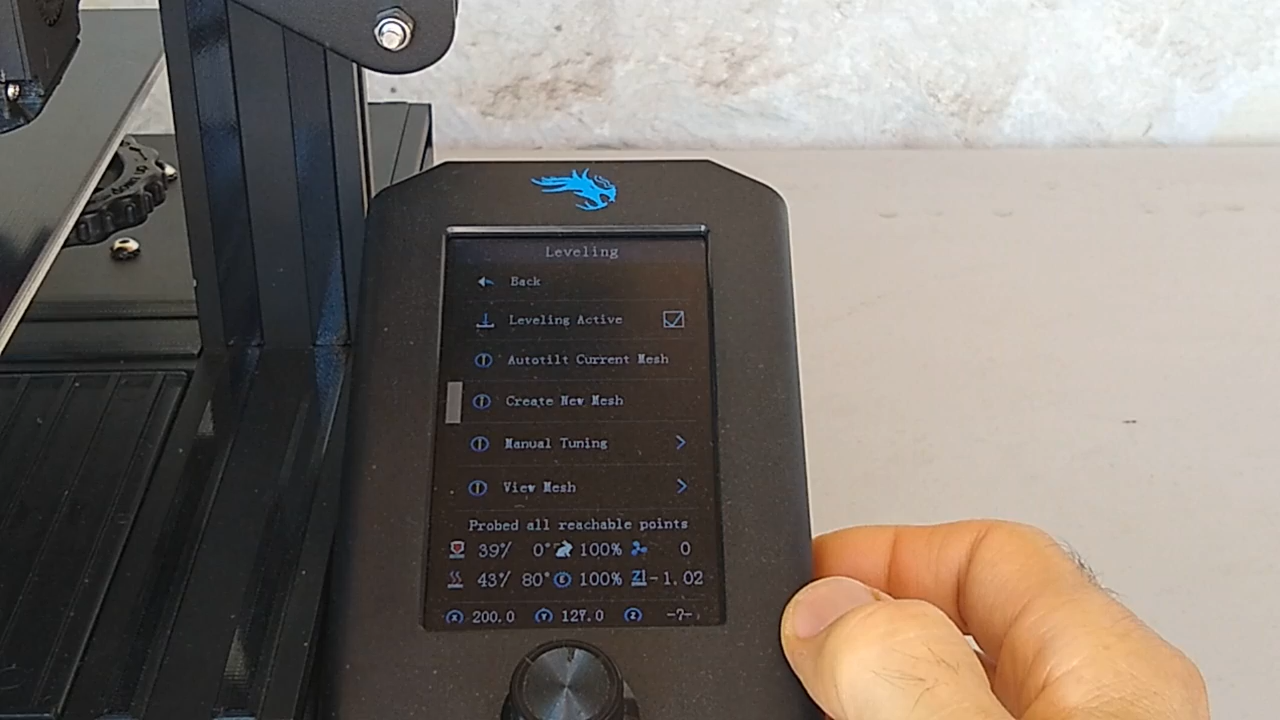 Leveling
Back
Leveling Active
Autotilt Current Mesh
Create New Mesh
Manual Tuning
View Mesh
Probed all reachable points
39°/ 0° 100% 0
43°/ 80° E 100% Z -1.02
X 200.0 Y 127.0 Z -?-